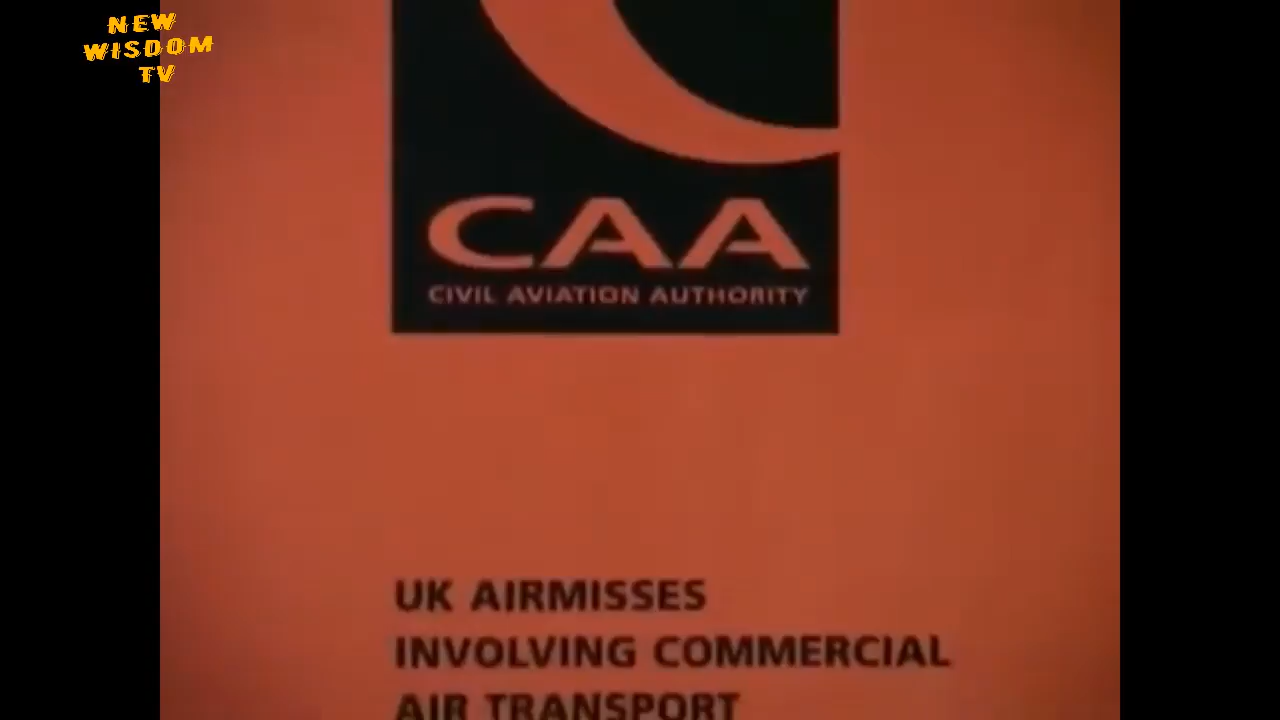 NEW
WISDOM
TV
CAA
CIVIL AVIATION AUTHORITY
UK AIRMISSES
INVOLVING COMMERCIAL
AIR TRANSPORT